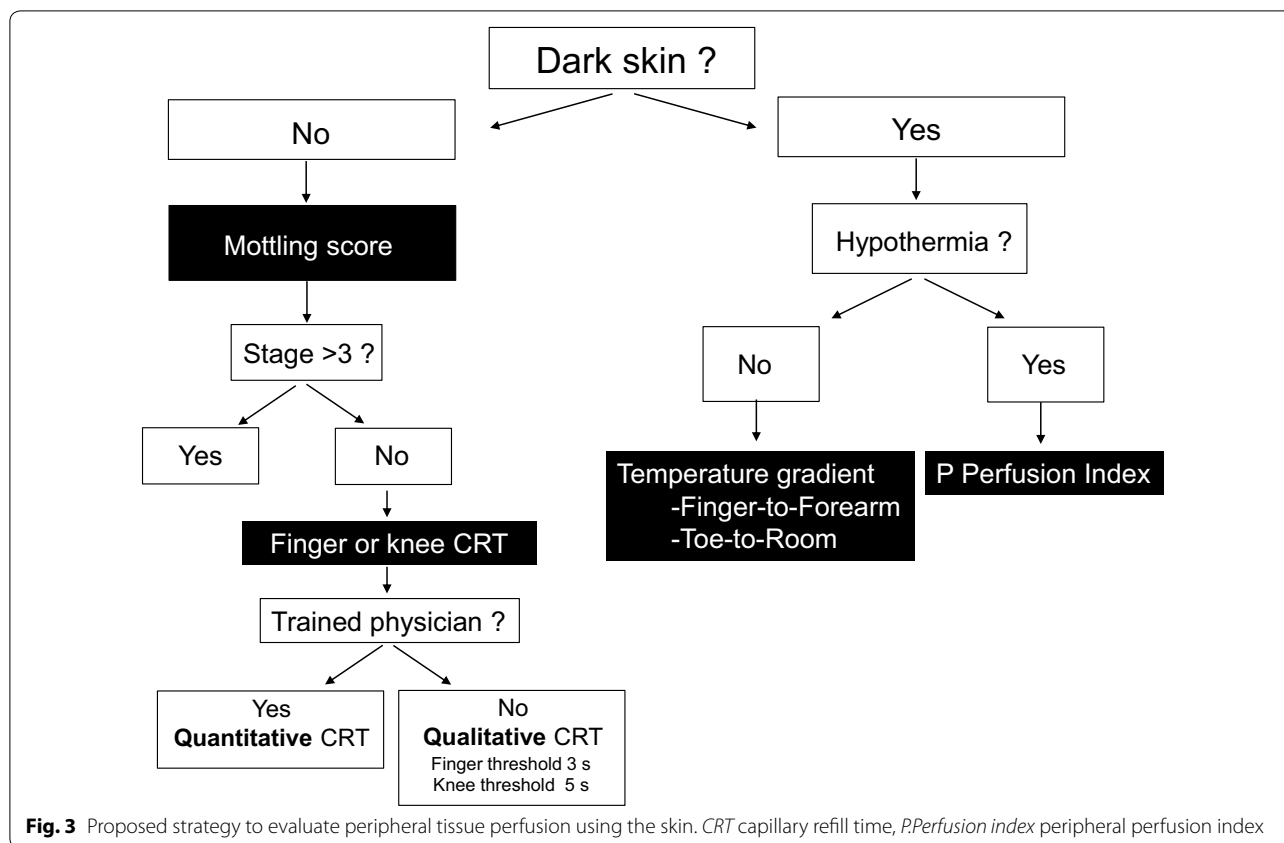 Dark skin ?
No
Yes
Mottling score
Hypothermia ?
Stage >3 ?
No
Yes
Yes
No
Temperature gradient
-Finger-to-Forearm
-Toe-to-Room
P Perfusion Index
Finger or knee CRT
Trained physician ?
Yes
Quantitative CRT
No
Qualitative CRT
Finger threshold 3 s
Knee threshold 5 s
Fig. 3 Proposed strategy to evaluate peripheral tissue perfusion using the skin. CRT capillary refill time, P.Perfusion index peripheral perfusion index